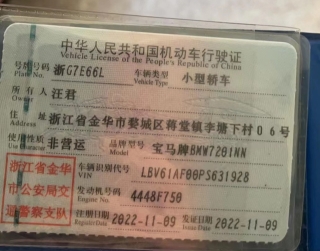 中华人民共和国机动车行驶证
Vehicle License of the People's Republic of China
号牌号码 浙G7E66L 车辆类型 小型轿车
Plate No. Vehicle Type
所有人 汪君
Owner
住址 浙江省金华市婺城区蒋堂镇李塘下村06号
Address
使用性质 非营运 品牌型号 宝马牌BMW7201NN
Model
浙江省金华市公安局交通警察支队
车辆识别代号 LBV61AF00PS631928
VIN
发动机号码 4448F750
Engine No.
注册日期 2022-11-09 发证日期 2022-11-09
Register Date Issue Date